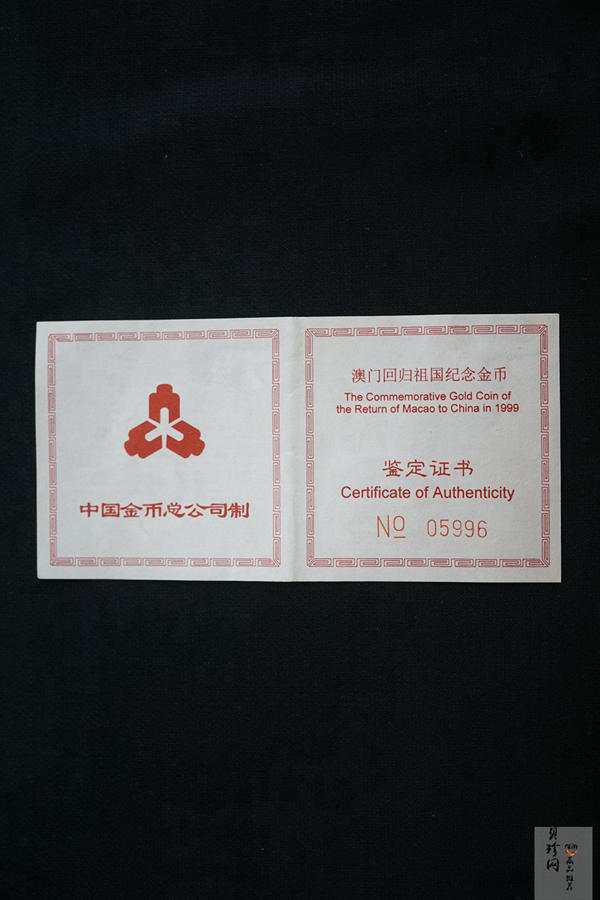 中国金币总公司制
澳门回归祖国纪念金币
The Commemorative Gold Coin of
the Return of Macao to China in 1999
鉴定证书
Certificate of Authenticity
Nº 05996
贝珍网